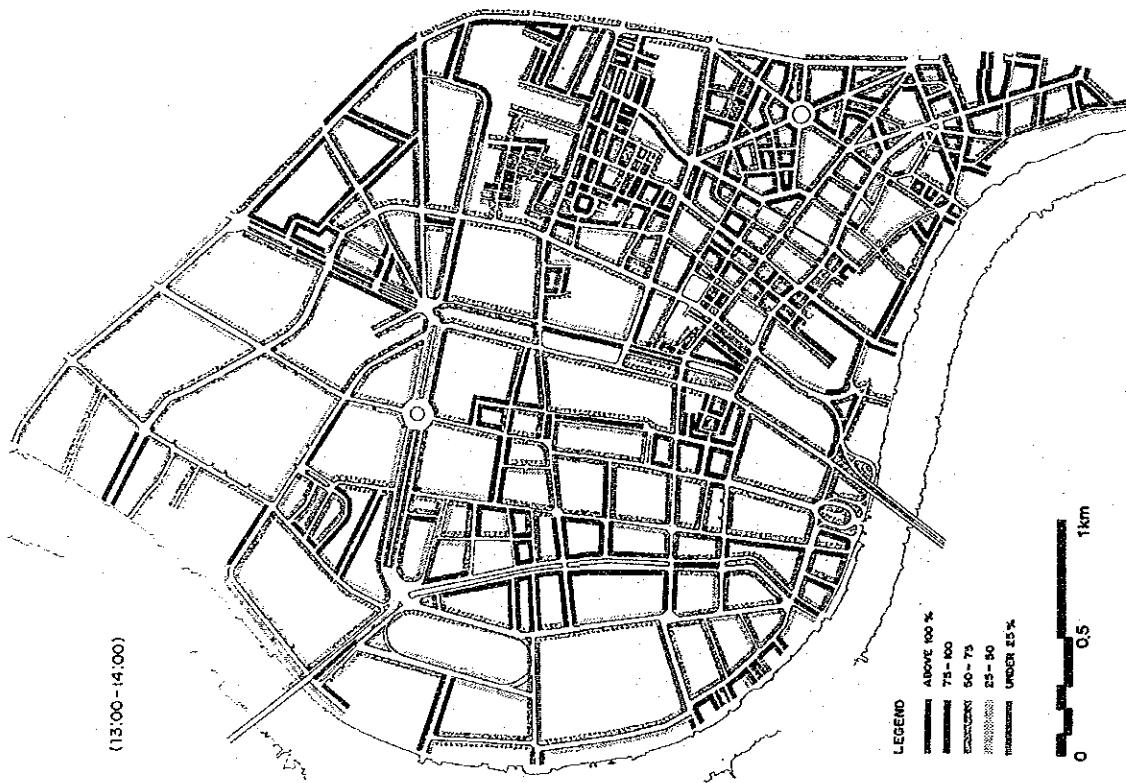 (13:00-14:00)
LEGEND
ABOVE 100 %
75-100
50-75
25-50
UNDER 25 %
0 0,5 1km